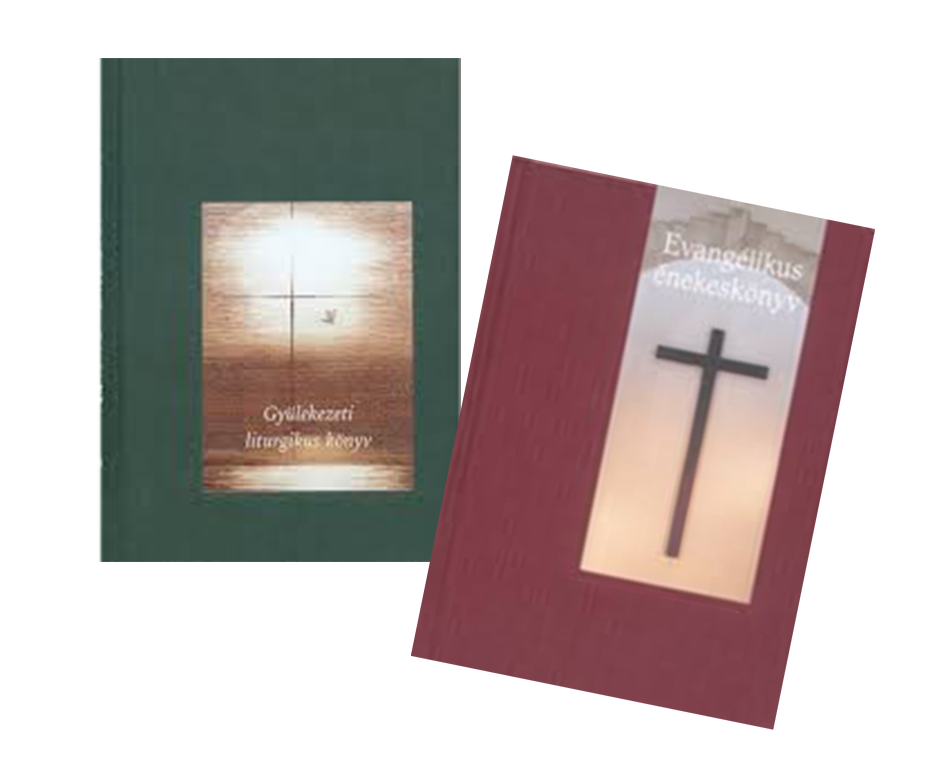 Gyülekezeti
liturgikus könyv
Evangélikus
énekeskönyv